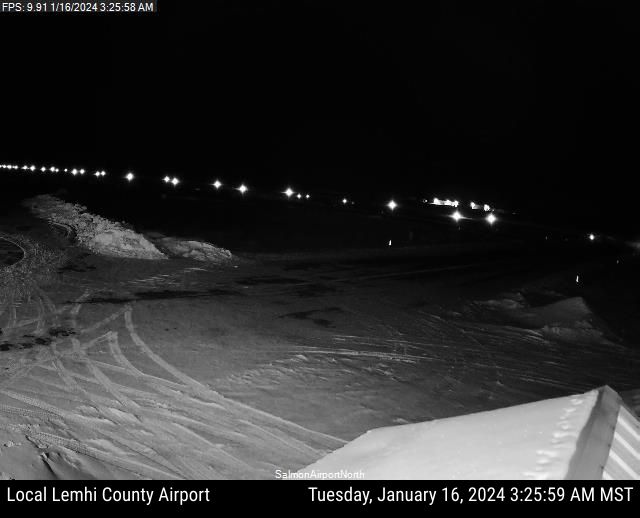 FPS: 9.91 1/16/2024 3:25:58 AM
SalmonAirportNorth
Local Lemhi County Airport Tuesday, January 16, 2024 3:25:59 AM MST